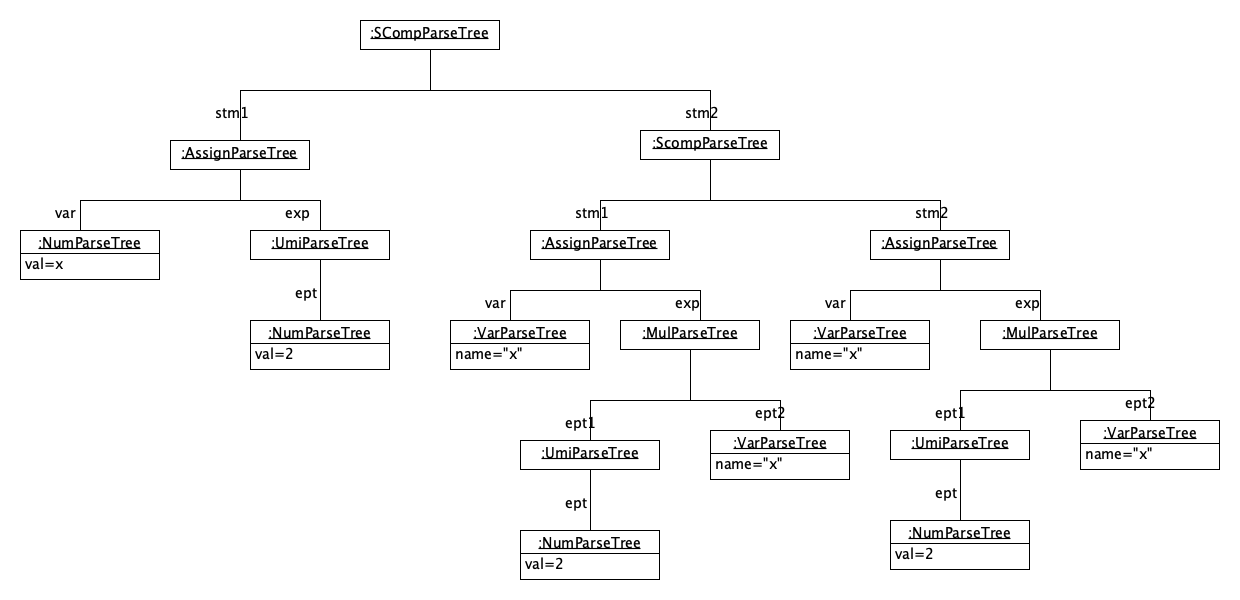 :SCompParseTree
stm1
stm2
:AssignParseTree
:ScompParseTree
var
exp
stm1
stm2
:NumParseTree
val=x
:UmiParseTree
:AssignParseTree
:AssignParseTree
ept
var
exp
var
exp
:NumParseTree
val=2
:VarParseTree
name="x"
:MulParseTree
:VarParseTree
name="x"
:MulParseTree
ept1
ept2
ept1
ept2
:UmiParseTree
:VarParseTree
name="x"
:UmiParseTree
:VarParseTree
name="x"
ept
ept
:NumParseTree
val=2
:NumParseTree
val=2